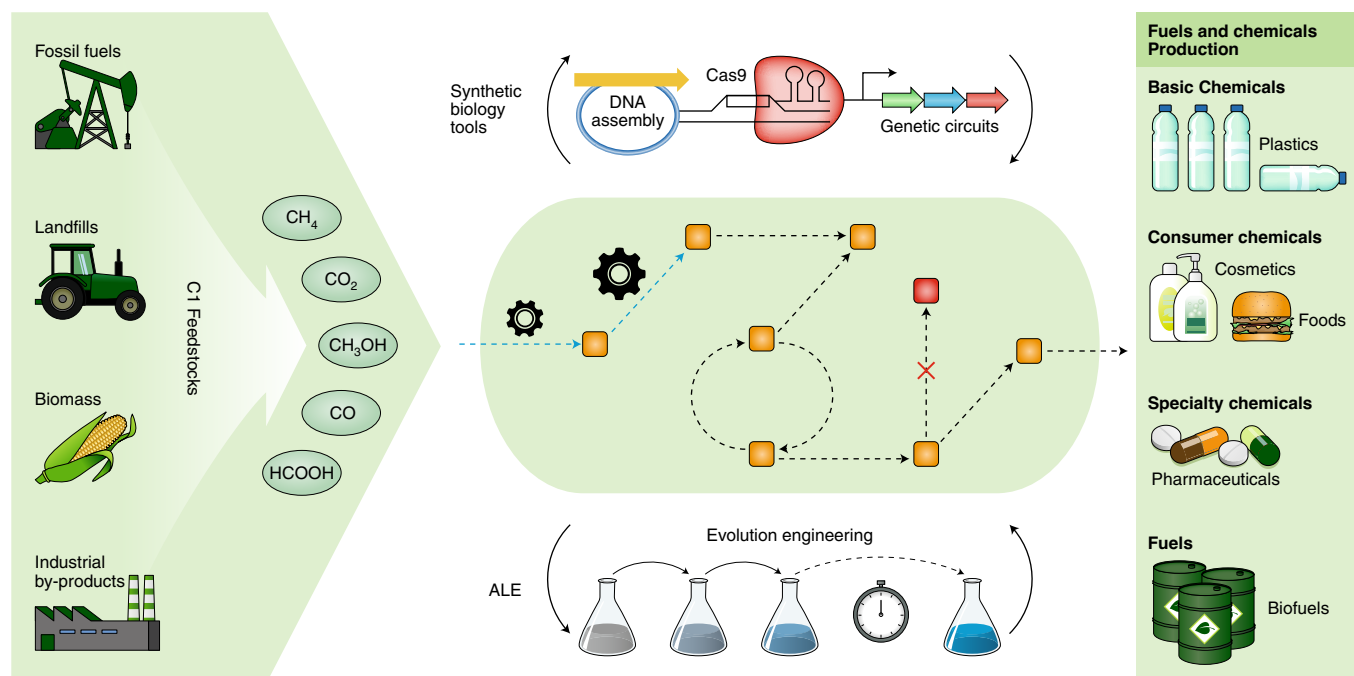 Fossil fuels
Landfills
Biomass
Industrial
by-products
C1 Feedstocks
CH4
CO2
CH3OH
CO
HCOOH
Synthetic
biology
tools
DNA
assembly
Cas9
Genetic circuits
Evolution engineering
ALE
Fuels and chemicals
Production
Basic Chemicals
Plastics
Consumer chemicals
Cosmetics
Foods
Specialty chemicals
Pharmaceuticals
Fuels
Biofuels